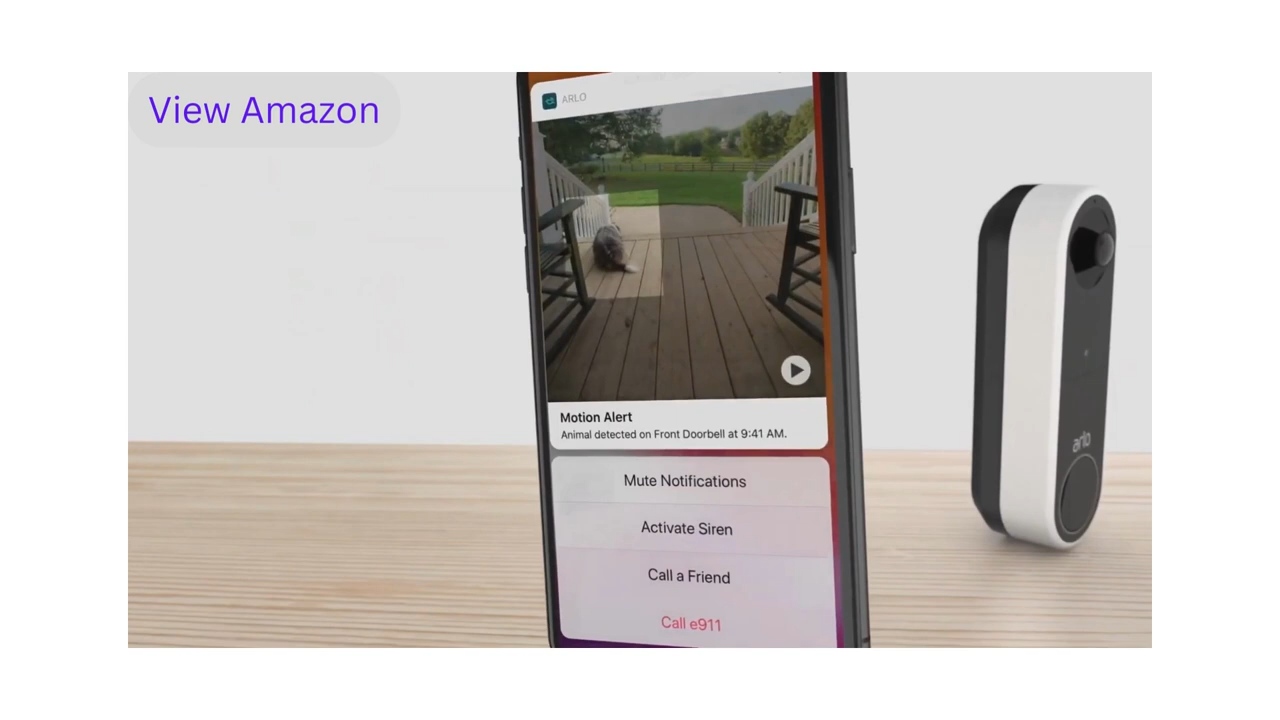 View Amazon
ARLO
Motion Alert
Animal detected on Front Doorbell at 9:41 AM.
Mute Notifications
Activate Siren
Call a Friend
Call e911
arlo